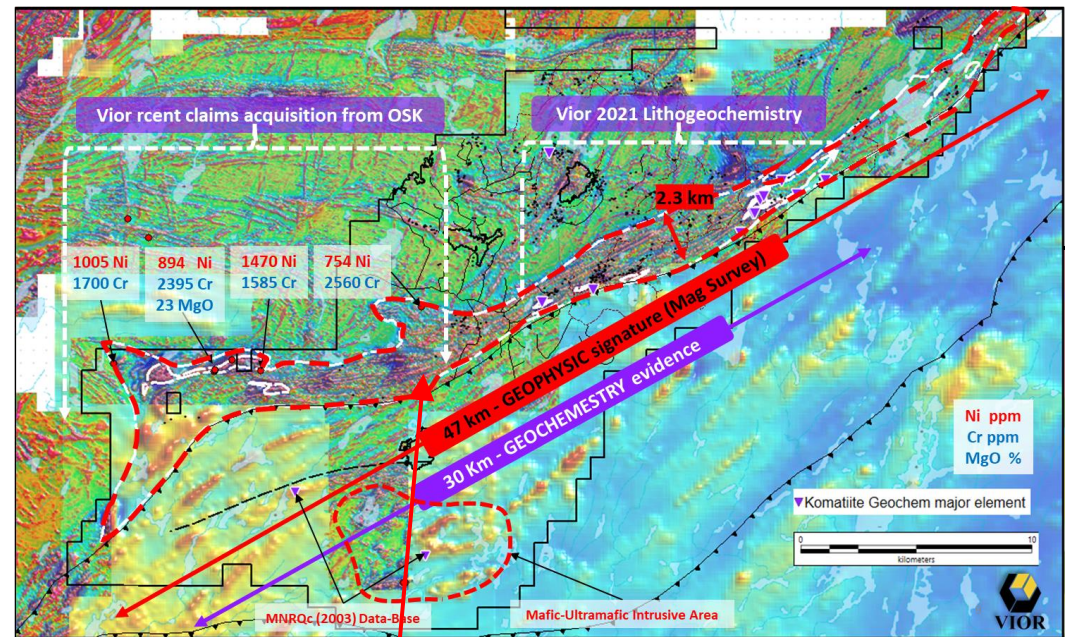 Vior rcent claims acquisition from OSK
Vior 2021 Lithogeochemistry
2.3 km
1005 Ni
1700 Cr
894 Ni
2395 Cr
23 MgO
1470 Ni
1585 Cr
754 Ni
2560 Cr
47 km - GEOPHYSIC signature (Mag Survey)
30 Km - GEOCHEMESTRY evidence
Ni ppm
Cr ppm
MgO %
Komatiite Geochem major element
0
10
kilometers
MNRQc (2003) Data-Base
Mafic-Ultramafic Intrusive Area
VIOR